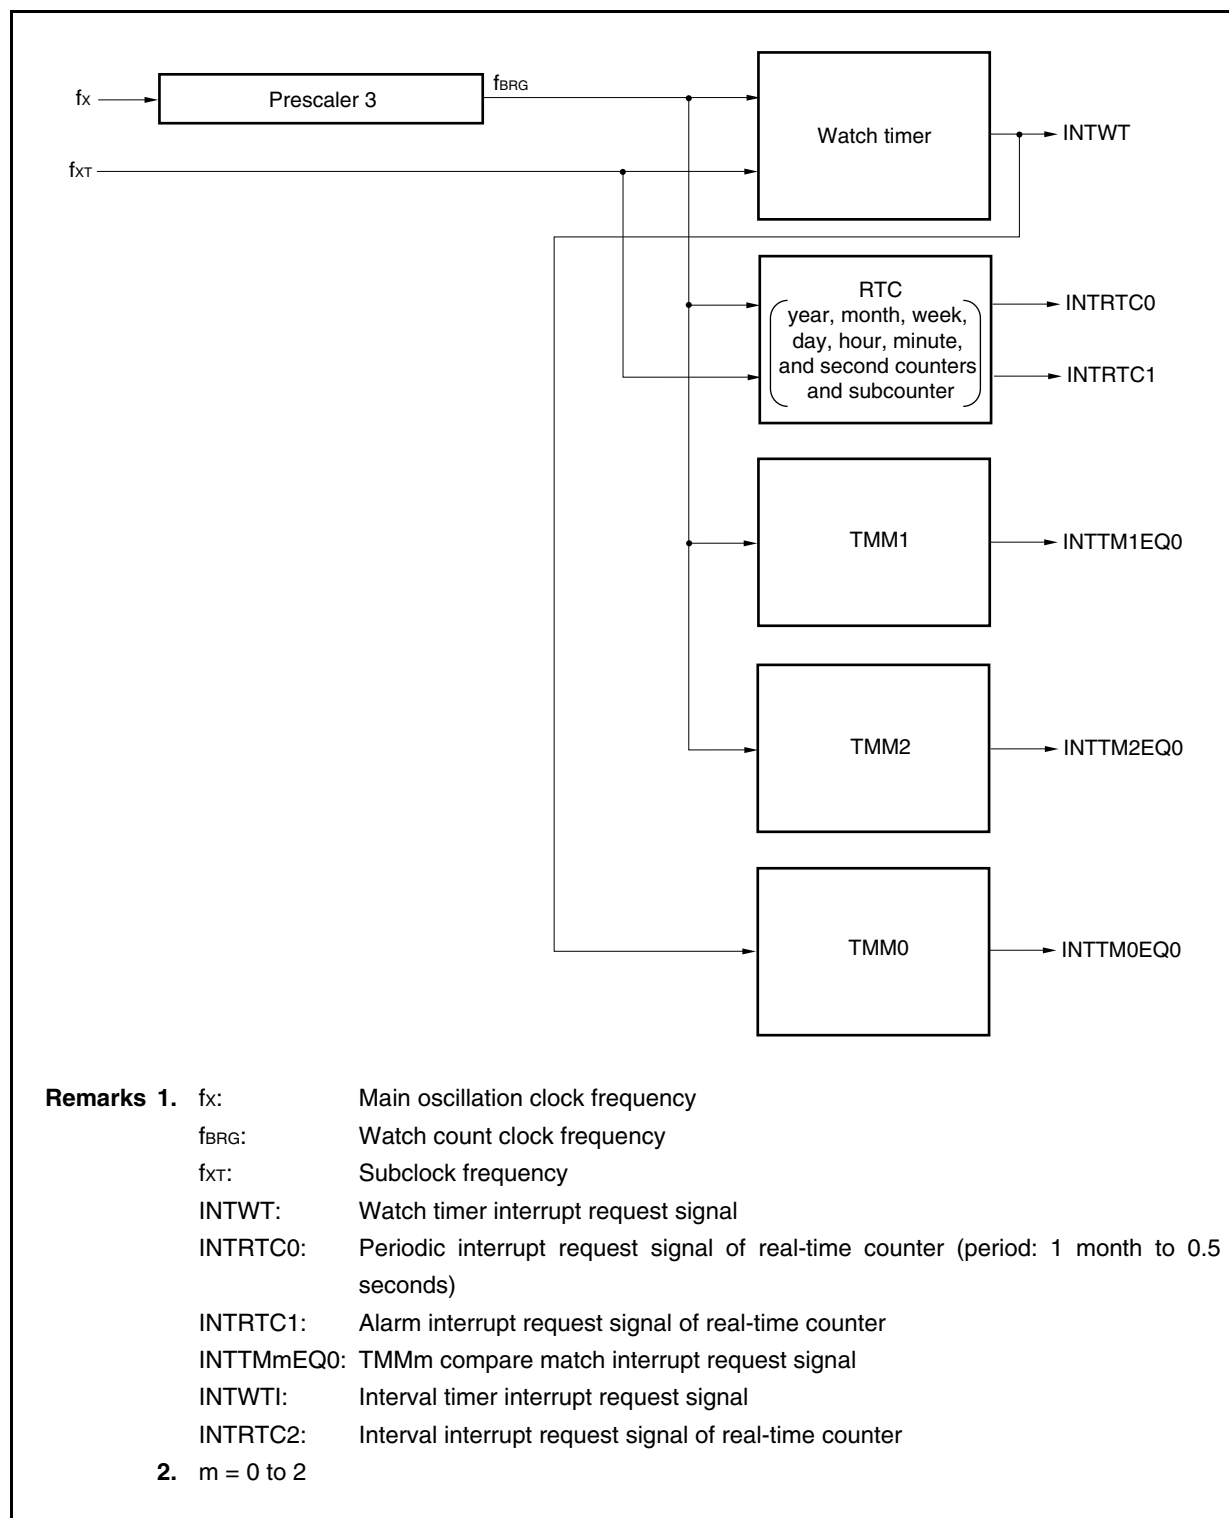 fX
Prescaler 3
fBRG
Watch timer
INTWT
fXT
RTC
year, month, week,
day, hour, minute,
and second counters
and subcounter
INTRTC0
INTRTC1
TMM1
INTTM1EQ0
TMM2
INTTM2EQ0
TMM0
INTTM0EQ0
Remarks 1. fX: Main oscillation clock frequency
fBRG: Watch count clock frequency
fXT: Subclock frequency
INTWT: Watch timer interrupt request signal
INTRTC0: Periodic interrupt request signal of real-time counter (period: 1 month to 0.5
seconds)
INTRTC1: Alarm interrupt request signal of real-time counter
INTTMmEQ0: TMMm compare match interrupt request signal
INTWTI: Interval timer interrupt request signal
INTRTC2: Interval interrupt request signal of real-time counter
2. m = 0 to 2